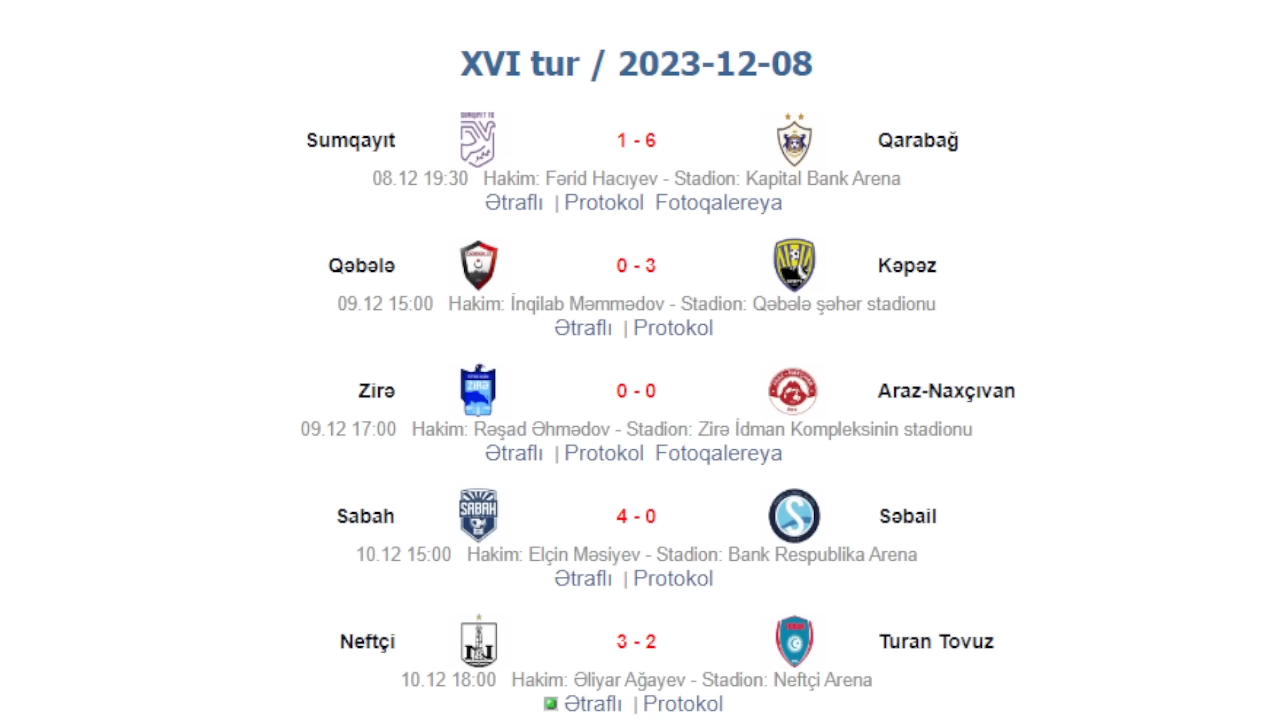 XVI tur / 2023-12-08
Sumqayıt 1 - 6 Qarabağ
08.12 19:30 Hakim: Fərid Hacıyev - Stadion: Kapital Bank Arena
Ətraflı | Protokol Fotoqalereya
Qəbələ 0 - 3 Kəpəz
09.12 15:00 Hakim: İnqilab Məmmədov - Stadion: Qəbələ şəhər stadionu
Ətraflı | Protokol
Zirə 0 - 0 Araz-Naxçıvan
09.12 17:00 Hakim: Rəşad Əhmədov - Stadion: Zirə İdman Kompleksinin stadionu
Ətraflı | Protokol Fotoqalereya
Sabah 4 - 0 Səbail
10.12 15:00 Hakim: Elçin Məsiyev - Stadion: Bank Respublika Arena
Ətraflı | Protokol
Neftçi 3 - 2 Turan Tovuz
10.12 18:00 Hakim: Əliyar Ağayev - Stadion: Neftçi Arena
Ətraflı | Protokol